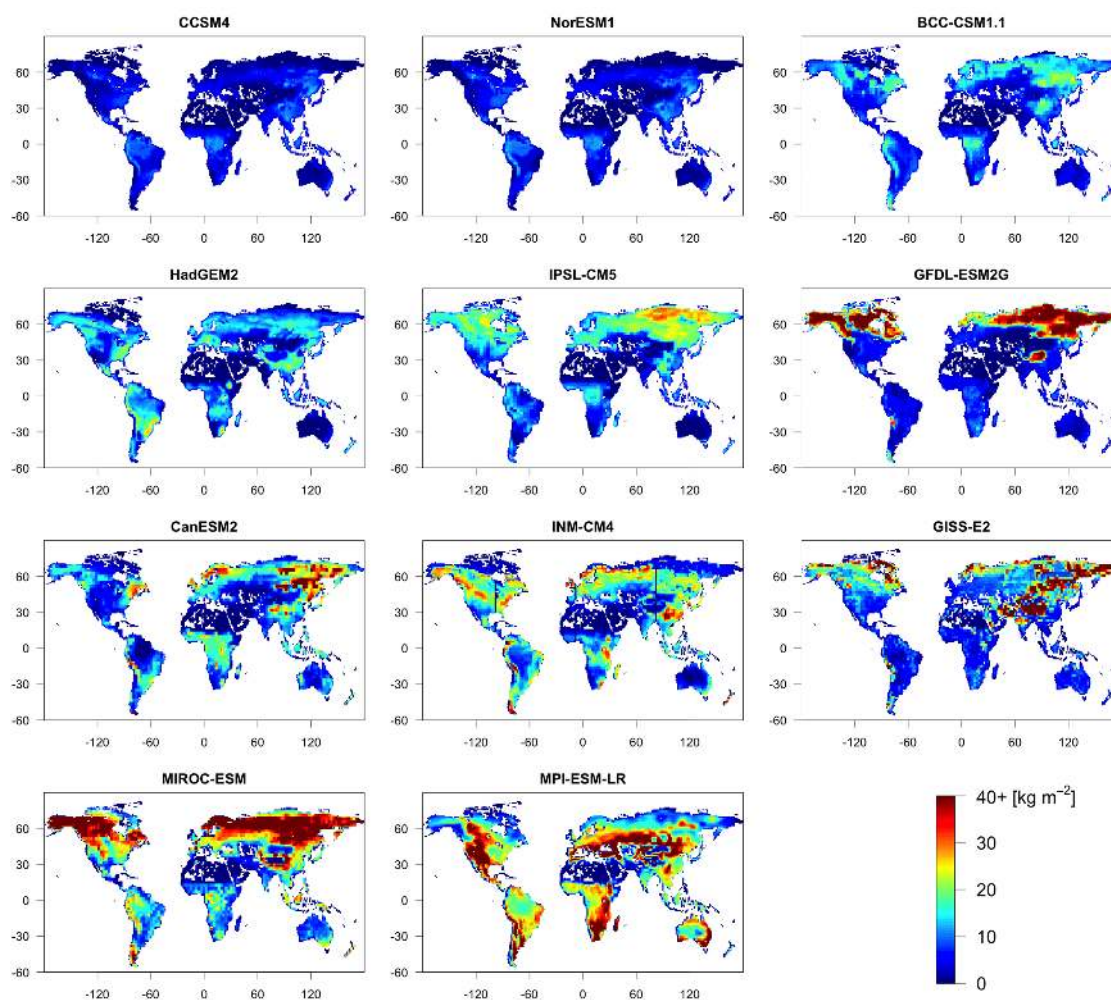 CCSM4 NorESM1 BCC-CSM1.1
60 60 60
30 30 30
0 0 0
-30 -30 -30
-60 -60 -60
-120 -60 0 60 120 -120 -60 0 60 120 -120 -60 0 60 120
HadGEM2 IPSL-CM5 GFDL-ESM2G
60 60 60
30 30 30
0 0 0
-30 -30 -30
-60 -60 -60
-120 -60 0 60 120 -120 -60 0 60 120 -120 -60 0 60 120
CanESM2 INM-CM4 GISS-E2
60 60 60
30 30 30
0 0 0
-30 -30 -30
-60 -60 -60
-120 -60 0 60 120 -120 -60 0 60 120 -120 -60 0 60 120
MIROC-ESM MPI-ESM-LR
60 60
30 30
0 0
-30 -30
-60 -60
-120 -60 0 60 120 -120 -60 0 60 120
40+ [kg m⁻²]
30
20
10
0